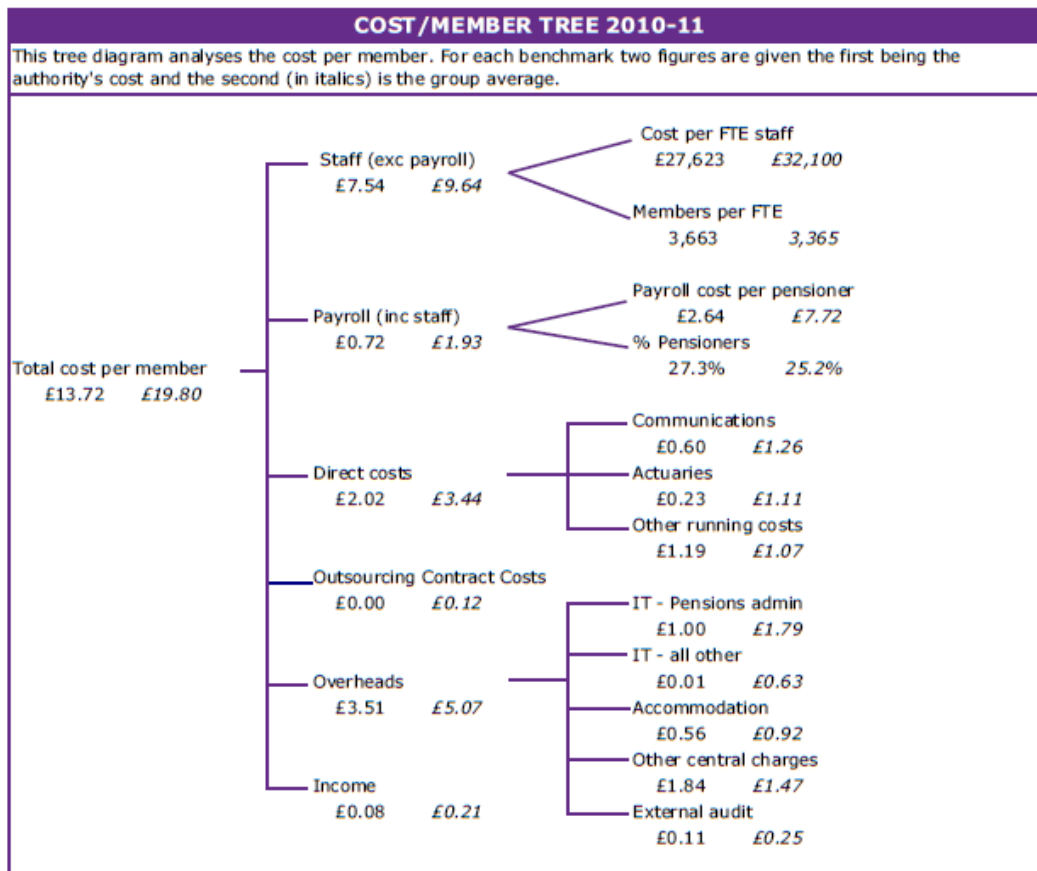 COST/MEMBER TREE 2010-11
This tree diagram analyses the cost per member. For each benchmark two figures are given the first being the
authority's cost and the second (in italics) is the group average.
Cost per FTE staff
£27,623 £32,100
Staff (exc payroll)
£7.54 £9.64
Members per FTE
3,663 3,365
Payroll cost per pensioner
£2.64 £7.72
Payroll (inc staff)
£0.72 £1.93
% Pensioners
27.3% 25.2%
Total cost per member
£13.72 £19.80
Communications
£0.60 £1.26
Direct costs
£2.02 £3.44
Actuaries
£0.23 £1.11
Other running costs
£1.19 £1.07
Outsourcing Contract Costs
£0.00 £0.12
IT - Pensions admin
£1.00 £1.79
IT - all other
£0.01 £0.63
Overheads
£3.51 £5.07
Accommodation
£0.56 £0.92
Other central charges
£1.84 £1.47
Income
£0.08 £0.21
External audit
£0.11 £0.25